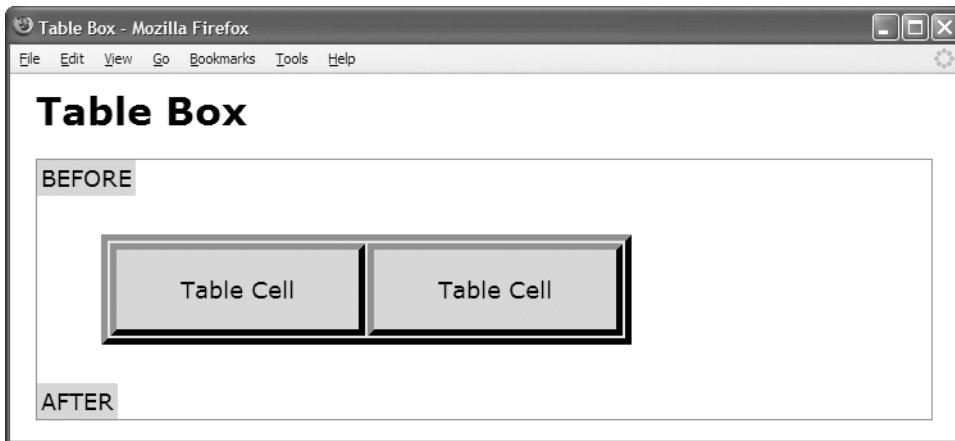 Table Box - Mozilla Firefox
File Edit View Go Bookmarks Tools Help
Table Box
BEFORE
Table Cell Table Cell
AFTER